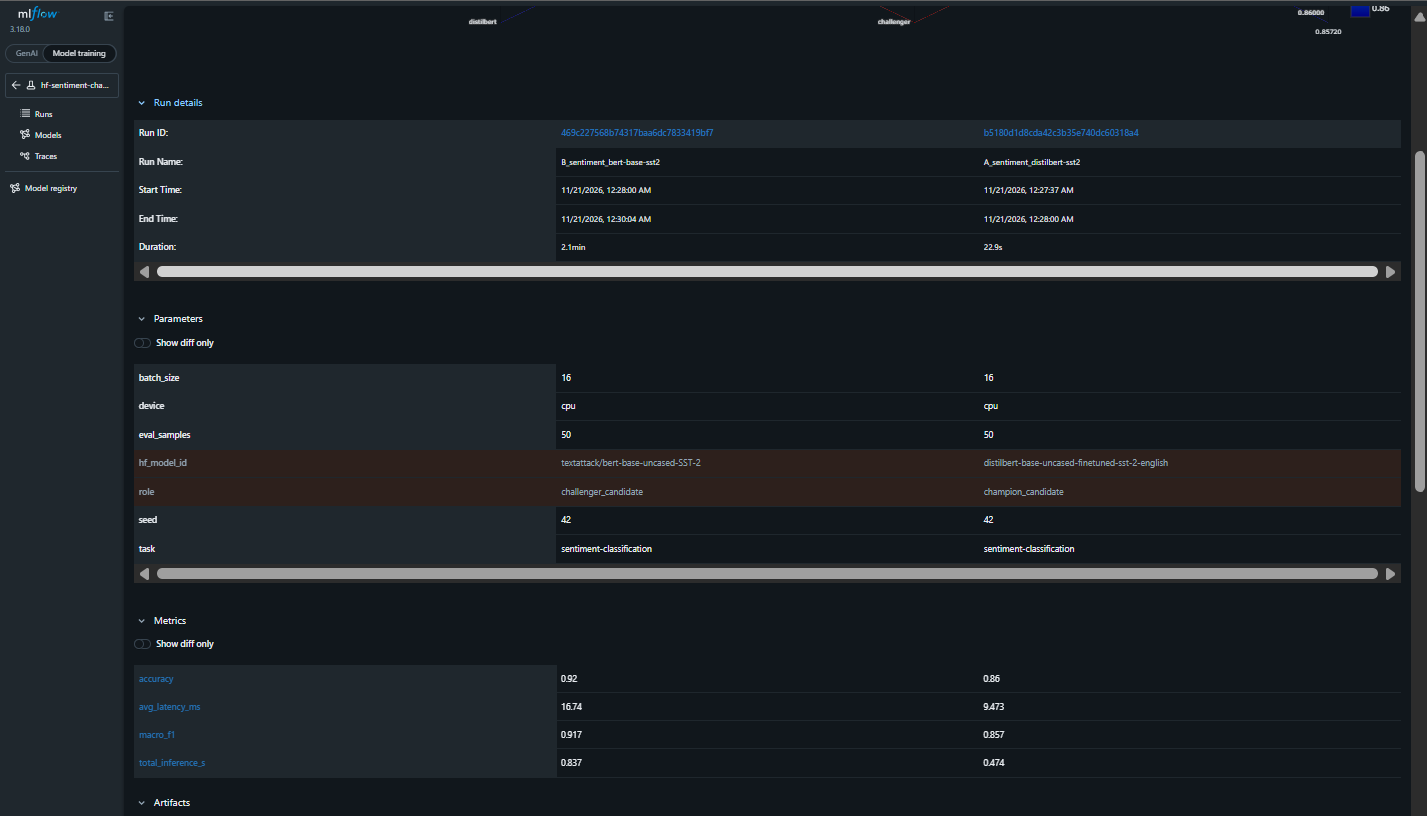 mlflow
3.18.0
GenAI Model training
hf-sentiment-cha...
Runs
Models
Traces
Model registry
distilbert challenger 0.86000 0.86
0.85720
Run details
Run ID: 469c227568b74317baa6dc7833419bf7 b5180d1d8cda42c3b35e740dc60318a4
Run Name: B_sentiment_bert-base-sst2 A_sentiment_distilbert-sst2
Start Time: 11/21/2026, 12:28:00 AM 11/21/2026, 12:27:37 AM
End Time: 11/21/2026, 12:30:04 AM 11/21/2026, 12:28:00 AM
Duration: 2.1min 22.9s
Parameters
Show diff only
batch_size 16 16
device cpu cpu
eval_samples 50 50
hf_model_id textattack/bert-base-uncased-SST-2 distilbert-base-uncased-finetuned-sst-2-english
role challenger_candidate champion_candidate
seed 42 42
task sentiment-classification sentiment-classification
Metrics
Show diff only
accuracy 0.92 0.86
avg_latency_ms 16.74 9.473
macro_f1 0.917 0.857
total_inference_s 0.837 0.474
Artifacts